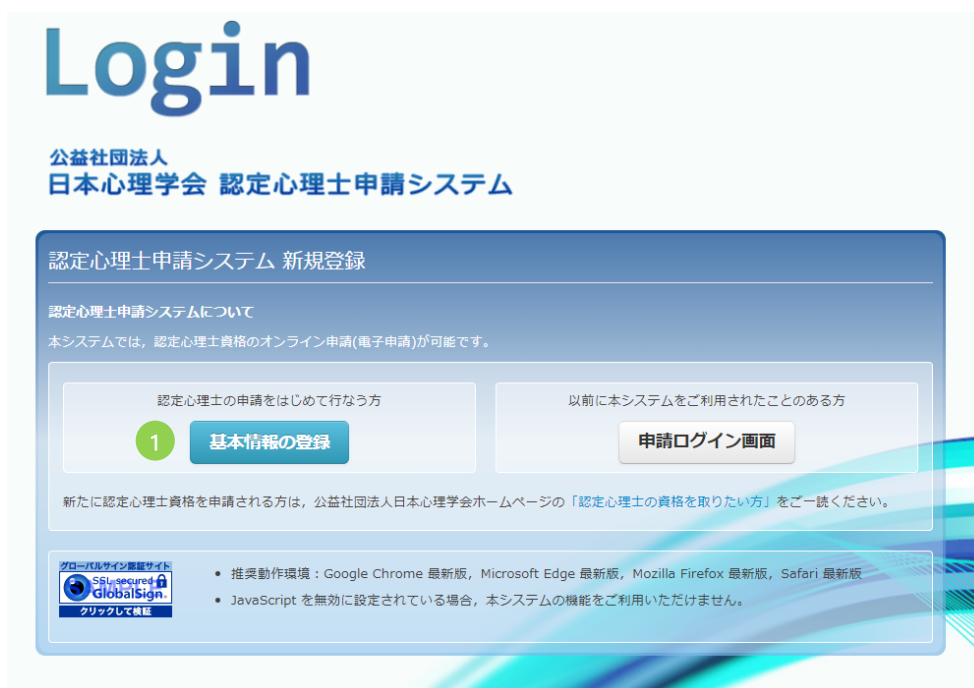 Login
公益社団法人
日本心理学会 認定心理士申請システム
認定心理士申請システム 新規登録
認定心理士申請システムについて
本システムでは，認定心理士資格のオンライン申請(電子申請)が可能です。
認定心理士の申請をはじめて行なう方
1 基本情報の登録
以前に本システムをご利用されたことのある方
申請ログイン画面
新たに認定心理士資格を申請される方は，公益社団法人日本心理学会ホームページの「認定心理士の資格を取りたい方」をご一読ください。
グローバルサイン認証サイト
SSL secured
GlobalSign.
クリックして検証
• 推奨動作環境：Google Chrome 最新版，Microsoft Edge 最新版，Mozilla Firefox 最新版，Safari 最新版
• JavaScript を無効に設定されている場合，本システムの機能をご利用いただけません。